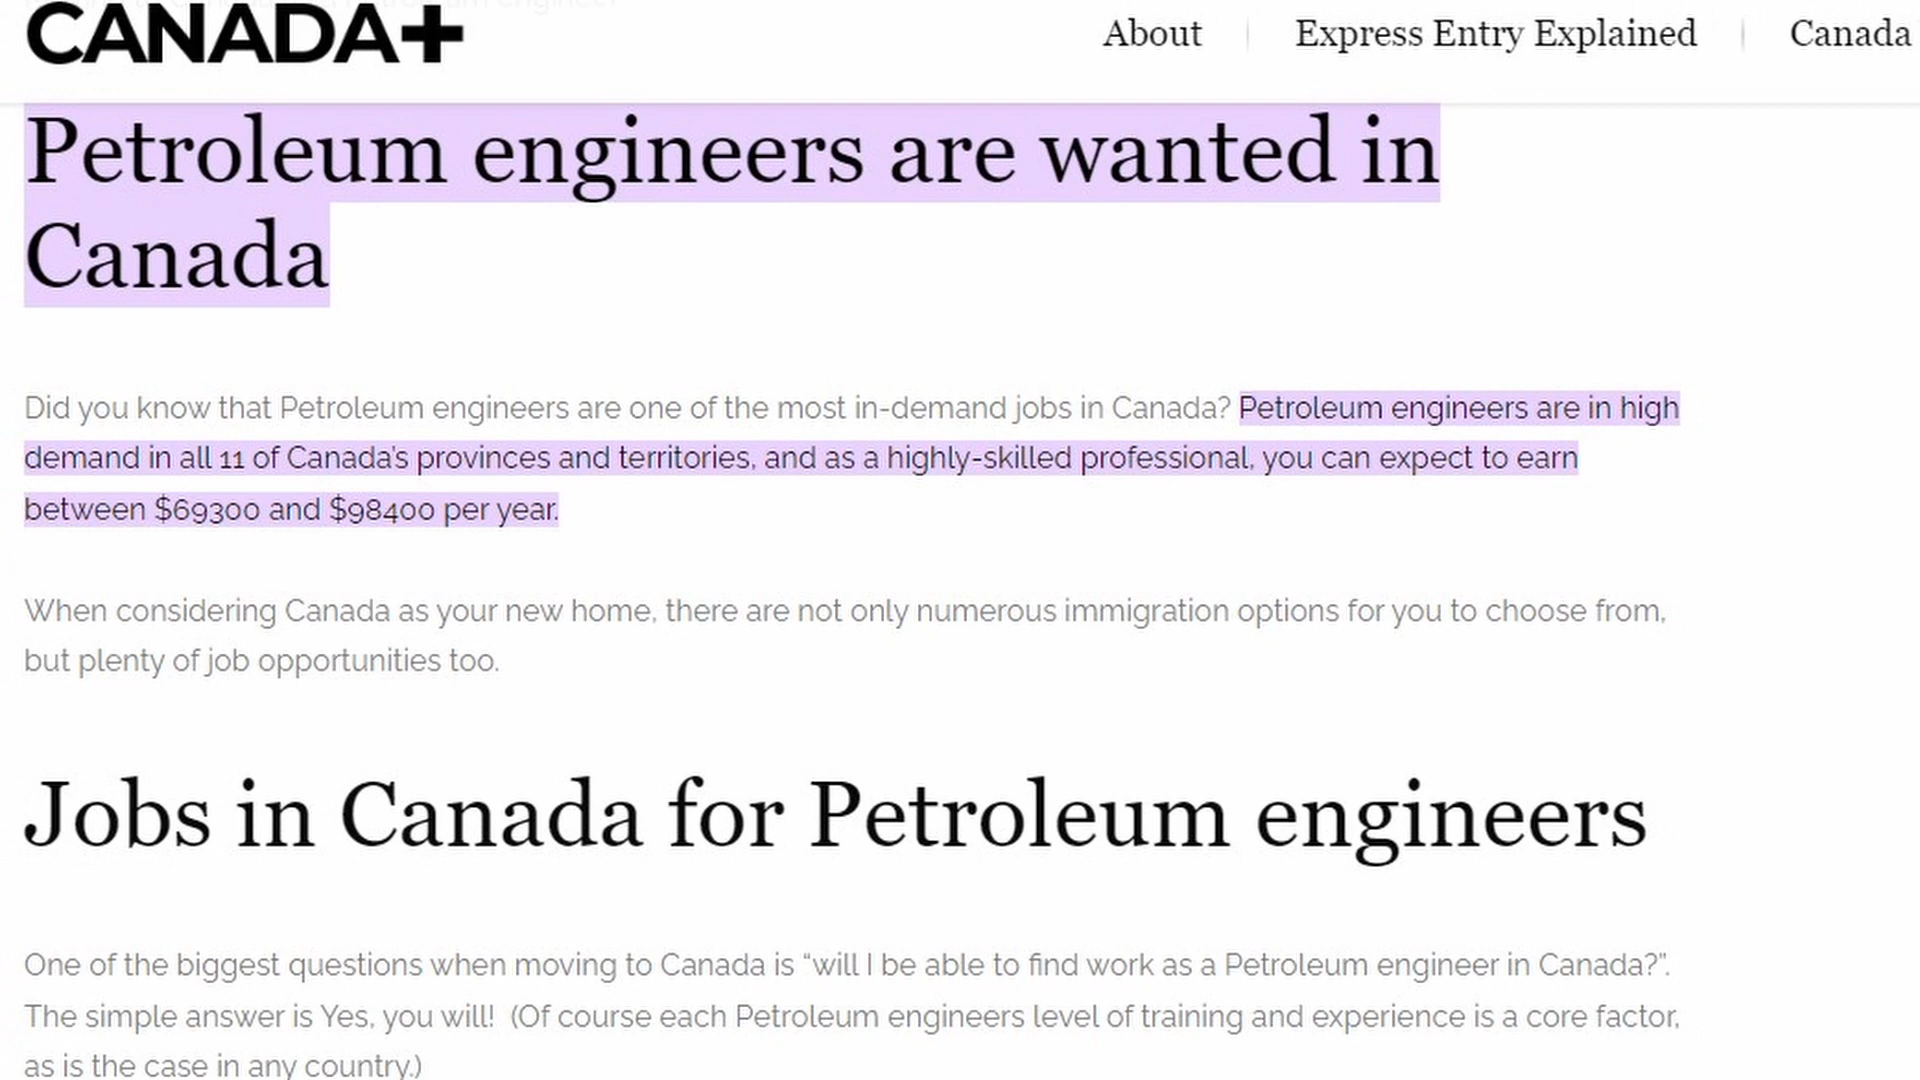 CANADA+
About
Express Entry Explained
Canada
Petroleum engineers are wanted in
Canada
Did you know that Petroleum engineers are one of the most in-demand jobs in Canada? Petroleum engineers are in high
demand in all 11 of Canada's provinces and territories, and as a highly-skilled professional, you can expect to earn
between $69300 and $98400 per year.
When considering Canada as your new home, there are not only numerous immigration options for you to choose from,
but plenty of job opportunities too.
Jobs in Canada for Petroleum engineers
One of the biggest questions when moving to Canada is “will I be able to find work as a Petroleum engineer in Canada?”.
The simple answer is Yes, you will! (Of course each Petroleum engineers level of training and experience is a core factor,
as is the case in any country.)